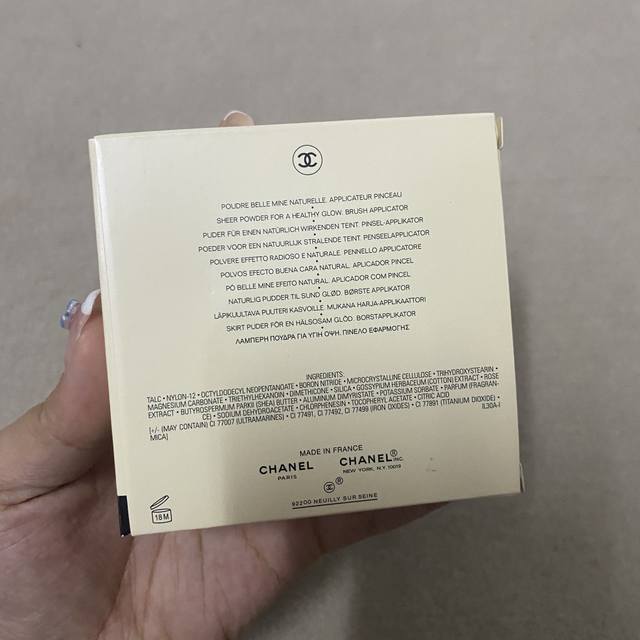 POUDRE BELLE MINE NATURELLE. APPLICATEUR PINCEAU
SHEER POWDER FOR A HEALTHY GLOW. BRUSH APPLICATOR
PUDER FÜR EINEN NATÜRLICH WIRKENDEN TEINT. PINSEL-APPLIKATOR
POEDER VOOR EEN NATUURLIJK STRALENDE TEINT. PENSEELAPPLICATOR
POLVERE EFFETTO RADIOSO E NATURALE. PENNELLO APPLICATORE
POLVOS EFECTO BUENA CARA NATURAL. APLICADOR PINCEL
PÓ BELLE MINE EFEITO NATURAL. APLICADOR COM PINCEL
NATURLIG PUDDER TIL SUND GLØD. BØRSTE APPLIKATOR
LÄPIKUULTAVA PUUTERI KASVOILLE. MUKANA HARJA-APPLIKAATTORI
SKIRT PUDER FÖR EN HÄLSOSAM GLÖD. BORSTAPPLIKATOR
ΛΑΜΠΕΡΗ ΠΟΥΔΡΑ ΓΙΑ ΥΓΙΗ ΟΨΗ. ΠΙΝΕΛΟ ΕΦΑΡΜΟΓΗΣ
INGREDIENTS:
TALC • NYLON-12 • OCTYLDODECYL NEOPENTANOATE • BORON NITRIDE • MICROCRYSTALLINE CELLULOSE • TRIHYDROXYSTEARIN •
MAGNESIUM CARBONATE • TRIETHYLHEXANOIN • DIMETHICONE • SILICA • GOSSYPIUM HERBACEUM (COTTON) EXTRACT • ROSE
EXTRACT • BUTYROSPERMUM PARKII (SHEA) BUTTER • ALUMINUM DIMYRISTATE • POTASSIUM SORBATE • PARFUM (FRAGRAN-
CE) • SODIUM DEHYDROACETATE • CHLORPHENESIN • TOCOPHERYL ACETATE • CITRIC ACID
[+/- (MAY CONTAIN) CI 77007 (ULTRAMARINES) • CI 77491, CI 77492, CI 77499 (IRON OXIDES) • CI 77891 (TITANIUM DIOXIDE) •
MICA] IL30A-I
MADE IN FRANCE
CHANEL CHANEL® INC.
PARIS NEW YORK, N.Y. 10019
®
92200 NEUILLY SUR SEINE
18 M